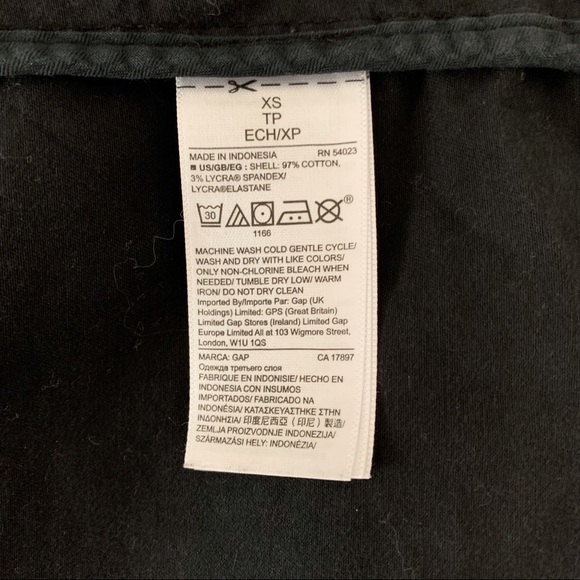 XS
TP
ECH/XP
MADE IN INDONESIA RN 54023
US/GB/EG : SHELL: 97% COTTON,
3% LYCRA® SPANDEX/
LYCRA®ELASTANE
30
®
1166
MACHINE WASH COLD GENTLE CYCLE/
WASH AND DRY WITH LIKE COLORS/
ONLY NON-CHLORINE BLEACH WHEN
NEEDED/ TUMBLE DRY LOW/ WARM
IRON/ DO NOT DRY CLEAN
Imported By/Importe Par: Gap (UK
Holdings) Limited: GPS (Great Britain)
Limited Gap Stores (Ireland) Limited Gap
Europe Limited All at 103 Wigmore Street,
London, W1U 1QS
MARCA: GAP CA 17897
Одежда третьего слоя
FABRIQUE EN INDONISIE/ HECHO EN
INDONESIA CON INSUMOS
IMPORTADOS/ FABRICADO NA
INDONÉSIA/ ΚΑΤΑΣΚΕΥΑΣΤΗΚΕ ΣΤΗΝ
ΙΝΔΟΝΗΣΙΑ/ 印度尼西亞 (印尼) 製造/
ZEMLJA PROIZVODNJE INDONEZIJA/
SZÁRMAZÁSI HELY: INDONÉZIA/